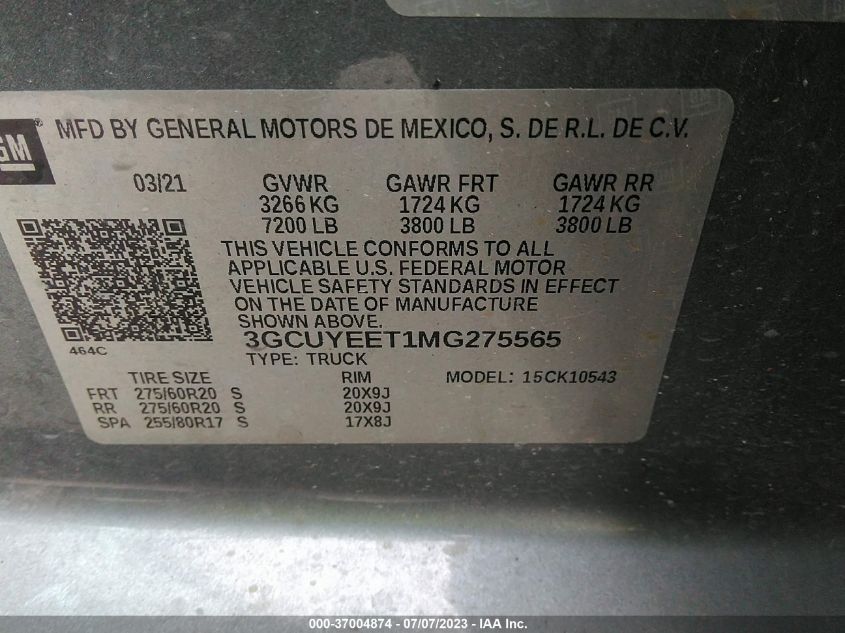 GM
MFD BY GENERAL MOTORS DE MEXICO, S. DE R.L. DE C.V.
03/21 GVWR GAWR FRT GAWR RR
3266 KG 1724 KG 1724 KG
7200 LB 3800 LB 3800 LB
THIS VEHICLE CONFORMS TO ALL
APPLICABLE U.S. FEDERAL MOTOR
VEHICLE SAFETY STANDARDS IN EFFECT
ON THE DATE OF MANUFACTURE
SHOWN ABOVE.
3GCUYEET1MG275565
464C
TYPE: TRUCK
TIRE SIZE RIM MODEL: 15CK10543
FRT 275/60R20 S 20X9J
RR 275/60R20 S 20X9J
SPA 255/80R17 S 17X8J
000-37004874 - 07/07/2023 - IAA Inc.